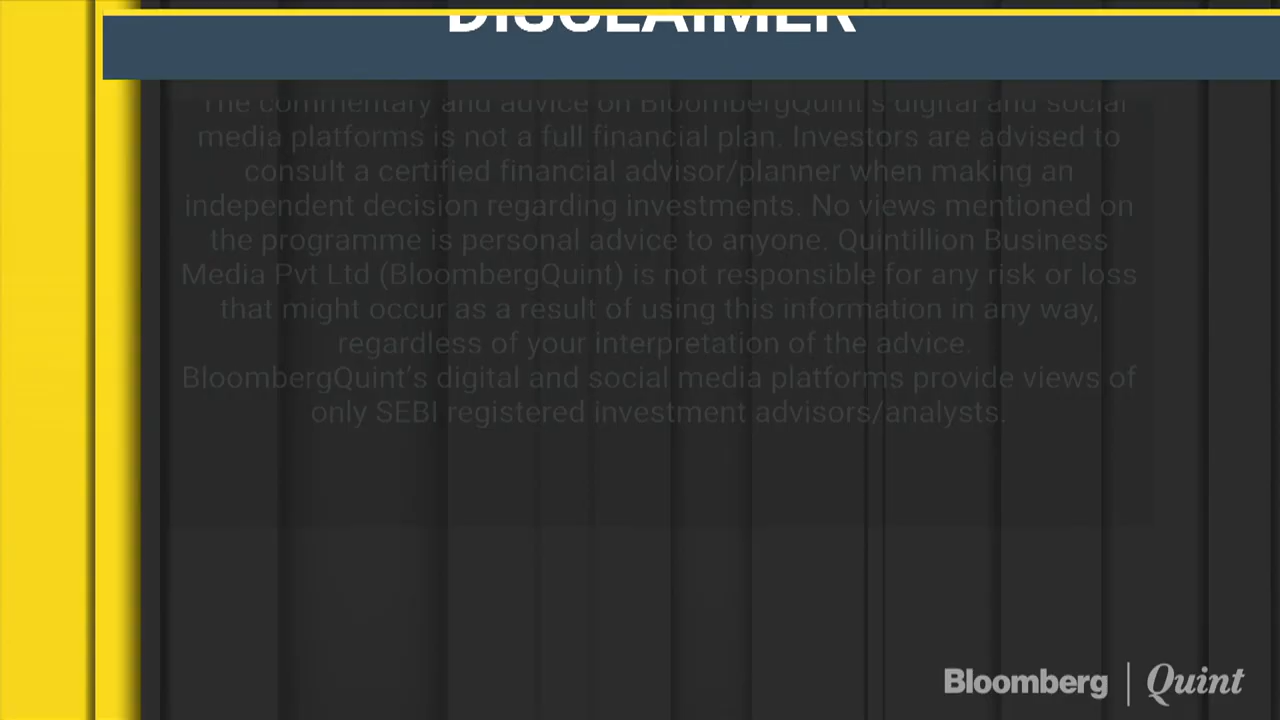 DISCLAIMER
The commentary and advice on BloombergQuint's digital and social
media platforms is not a full financial plan. Investors are advised to
consult a certified financial advisor/planner when making an
independent decision regarding investments. No views mentioned on
the programme is personal advice to anyone. Quintillion Business
Media Pvt Ltd (BloombergQuint) is not responsible for any risk or loss
that might occur as a result of using this information in any way,
regardless of your interpretation of the advice.
BloombergQuint's digital and social media platforms provide views of
only SEBI registered investment advisors/analysts.
Bloomberg | Quint